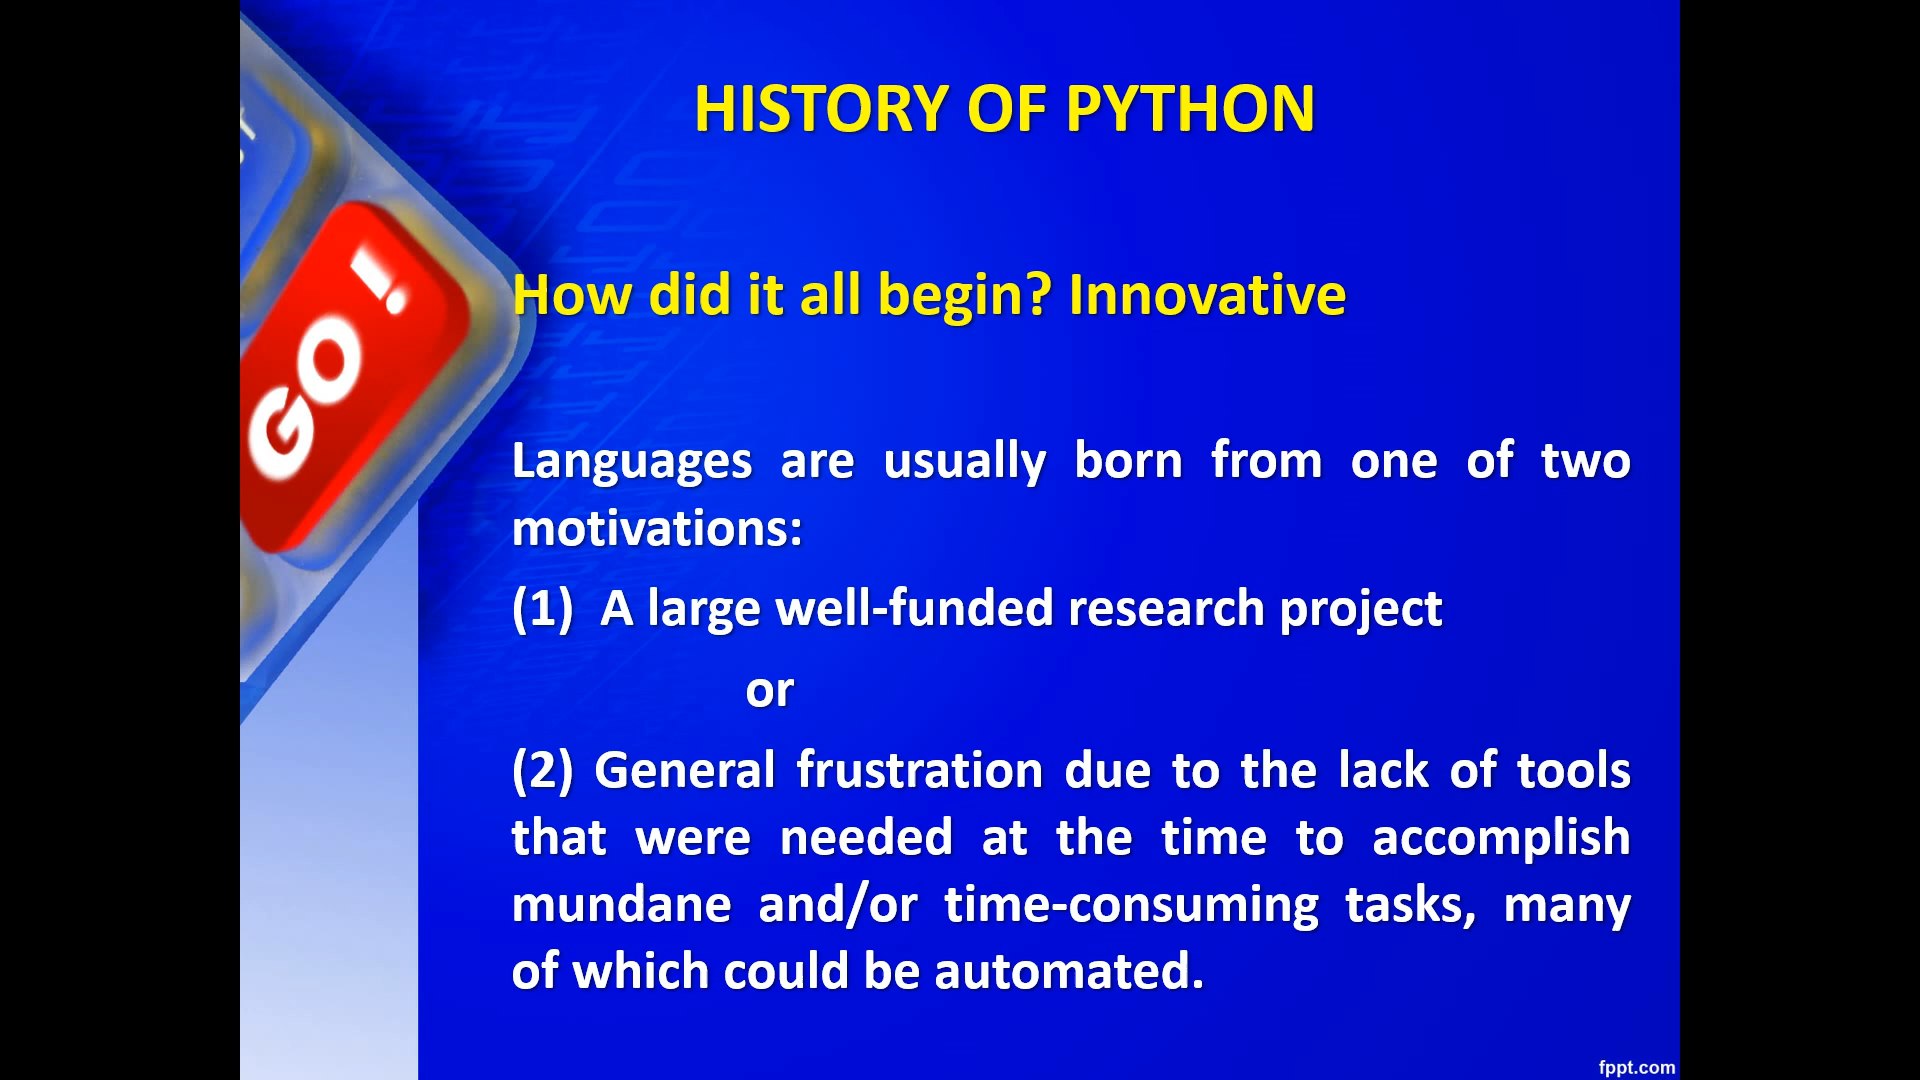 HISTORY OF PYTHON
How did it all begin? Innovative
GO!
Languages are usually born from one of two
motivations:
(1) A large well-funded research project
or
(2) General frustration due to the lack of tools
that were needed at the time to accomplish
mundane and/or time-consuming tasks, many
of which could be automated.
fppt.com